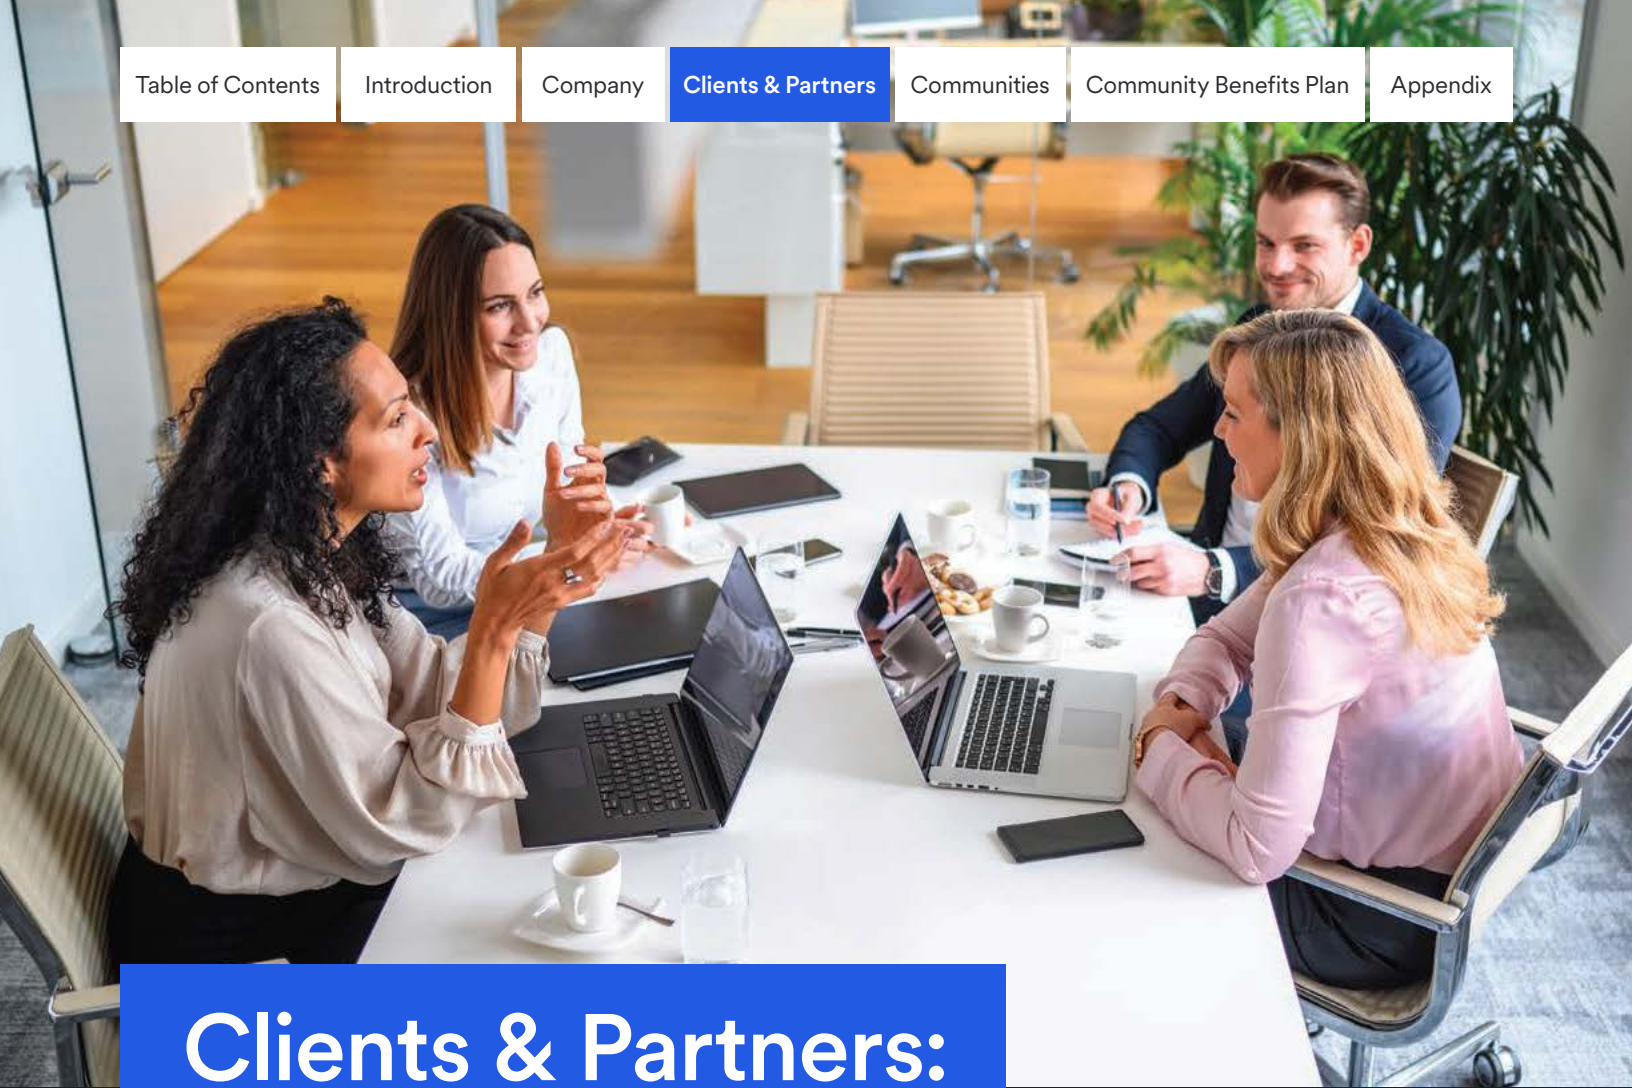 Table of Contents
Introduction
Company
Clients & Partners
Communities
Community Benefits Plan
Appendix
Clients & Partners: